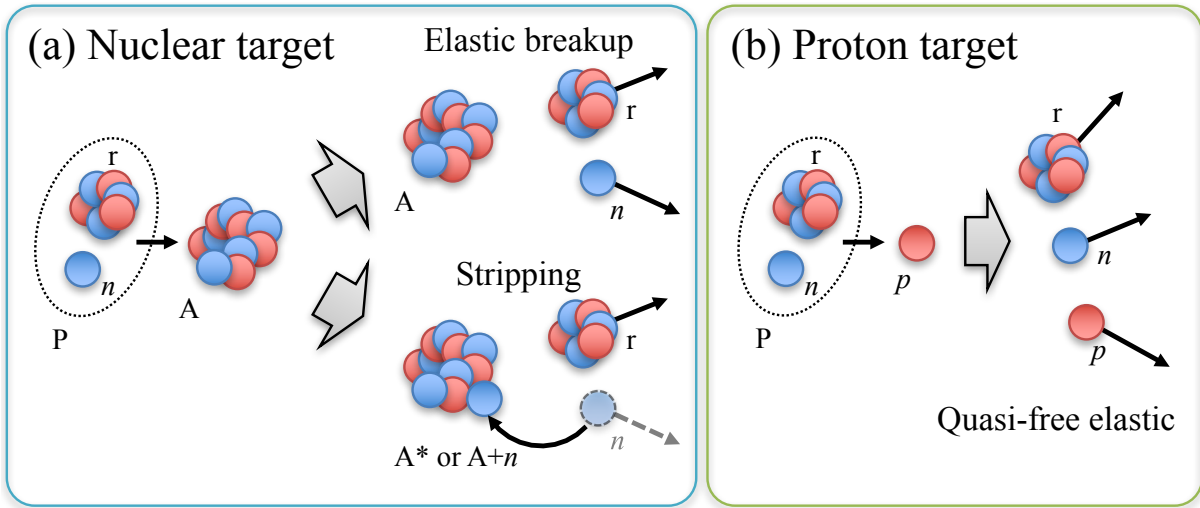 (a) Nuclear target
r
n
P
A
Elastic breakup
r
n
A
Stripping
r
n
A* or A+n
(b) Proton target
r
n
P
p
r
n
p
Quasi-free elastic